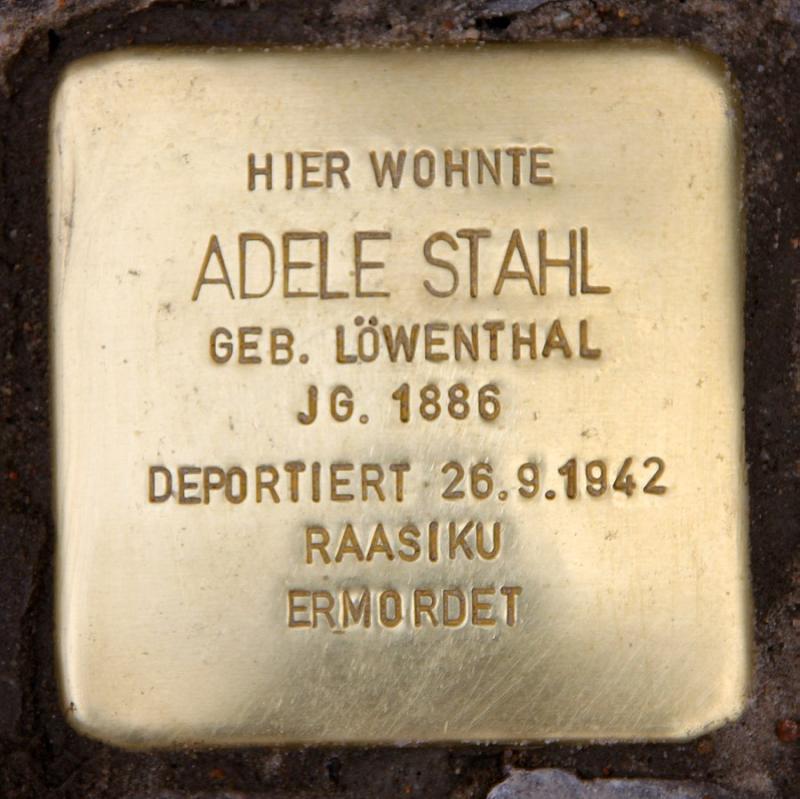 HIER WOHNTE
ADELE STAHL
GEB. LÖWENTHAL
JG. 1886
DEPORTIERT 26.9.1942
RAASIKU
ERMORDET